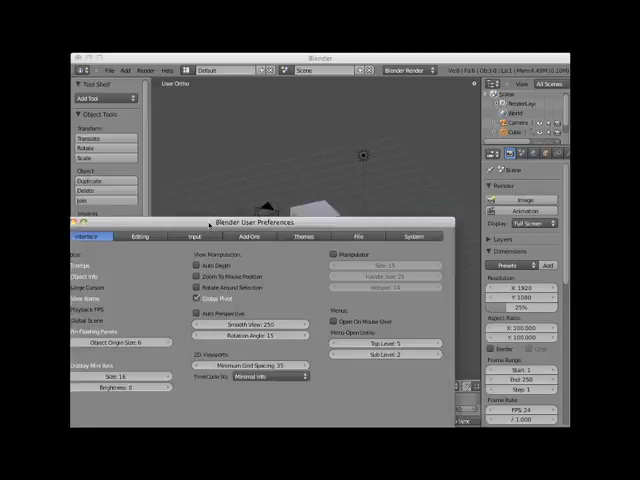 Blender
File Add Render Help Default Scene Blender Render
View All Scenes
Tool Shelf
User Ortho
Scene
Add Tool
RenderLay
World
Object Tools
Camera
Transform:
Cube
Translate
Rotate
Scale
Scene
Object:
Render
Duplicate
Image
Delete
Animation
Join
Display: Full Screen
Blender User Preferences
Interface Editing Input Add-Ons Themes File System
Layers
Dimensions
View Manipulation: Manipulator
Presets Add
Tooltips Auto Depth Size: 15
Object Info Zoom To Mouse Position Handle Size: 25
Resolution:
Large Cursor Rotate Around Selection Hotspot: 14
X: 1920
View Name Global Pivot
Y: 1080
Playback FPS
25%
Global Scene Auto Perspective Menus:
Aspect Ratio:
Smooth View: 250 Open On Mouse Over
X: 100.000
Rotation Angle: 15 Menu Open Delay:
Y: 100.000
Object Origin Size: 6 Top Level: 5
Border Crop
2D Viewports Sub Level: 2
Frame Range:
Display Mini Axis Minimum Grid Spacing: 35
Start: 1
Size: 16 TimeCode Sty Minimal Info
End: 250
Brightness: 8
Step: 1
Frame Rate:
FPS: 24
/: 1.000